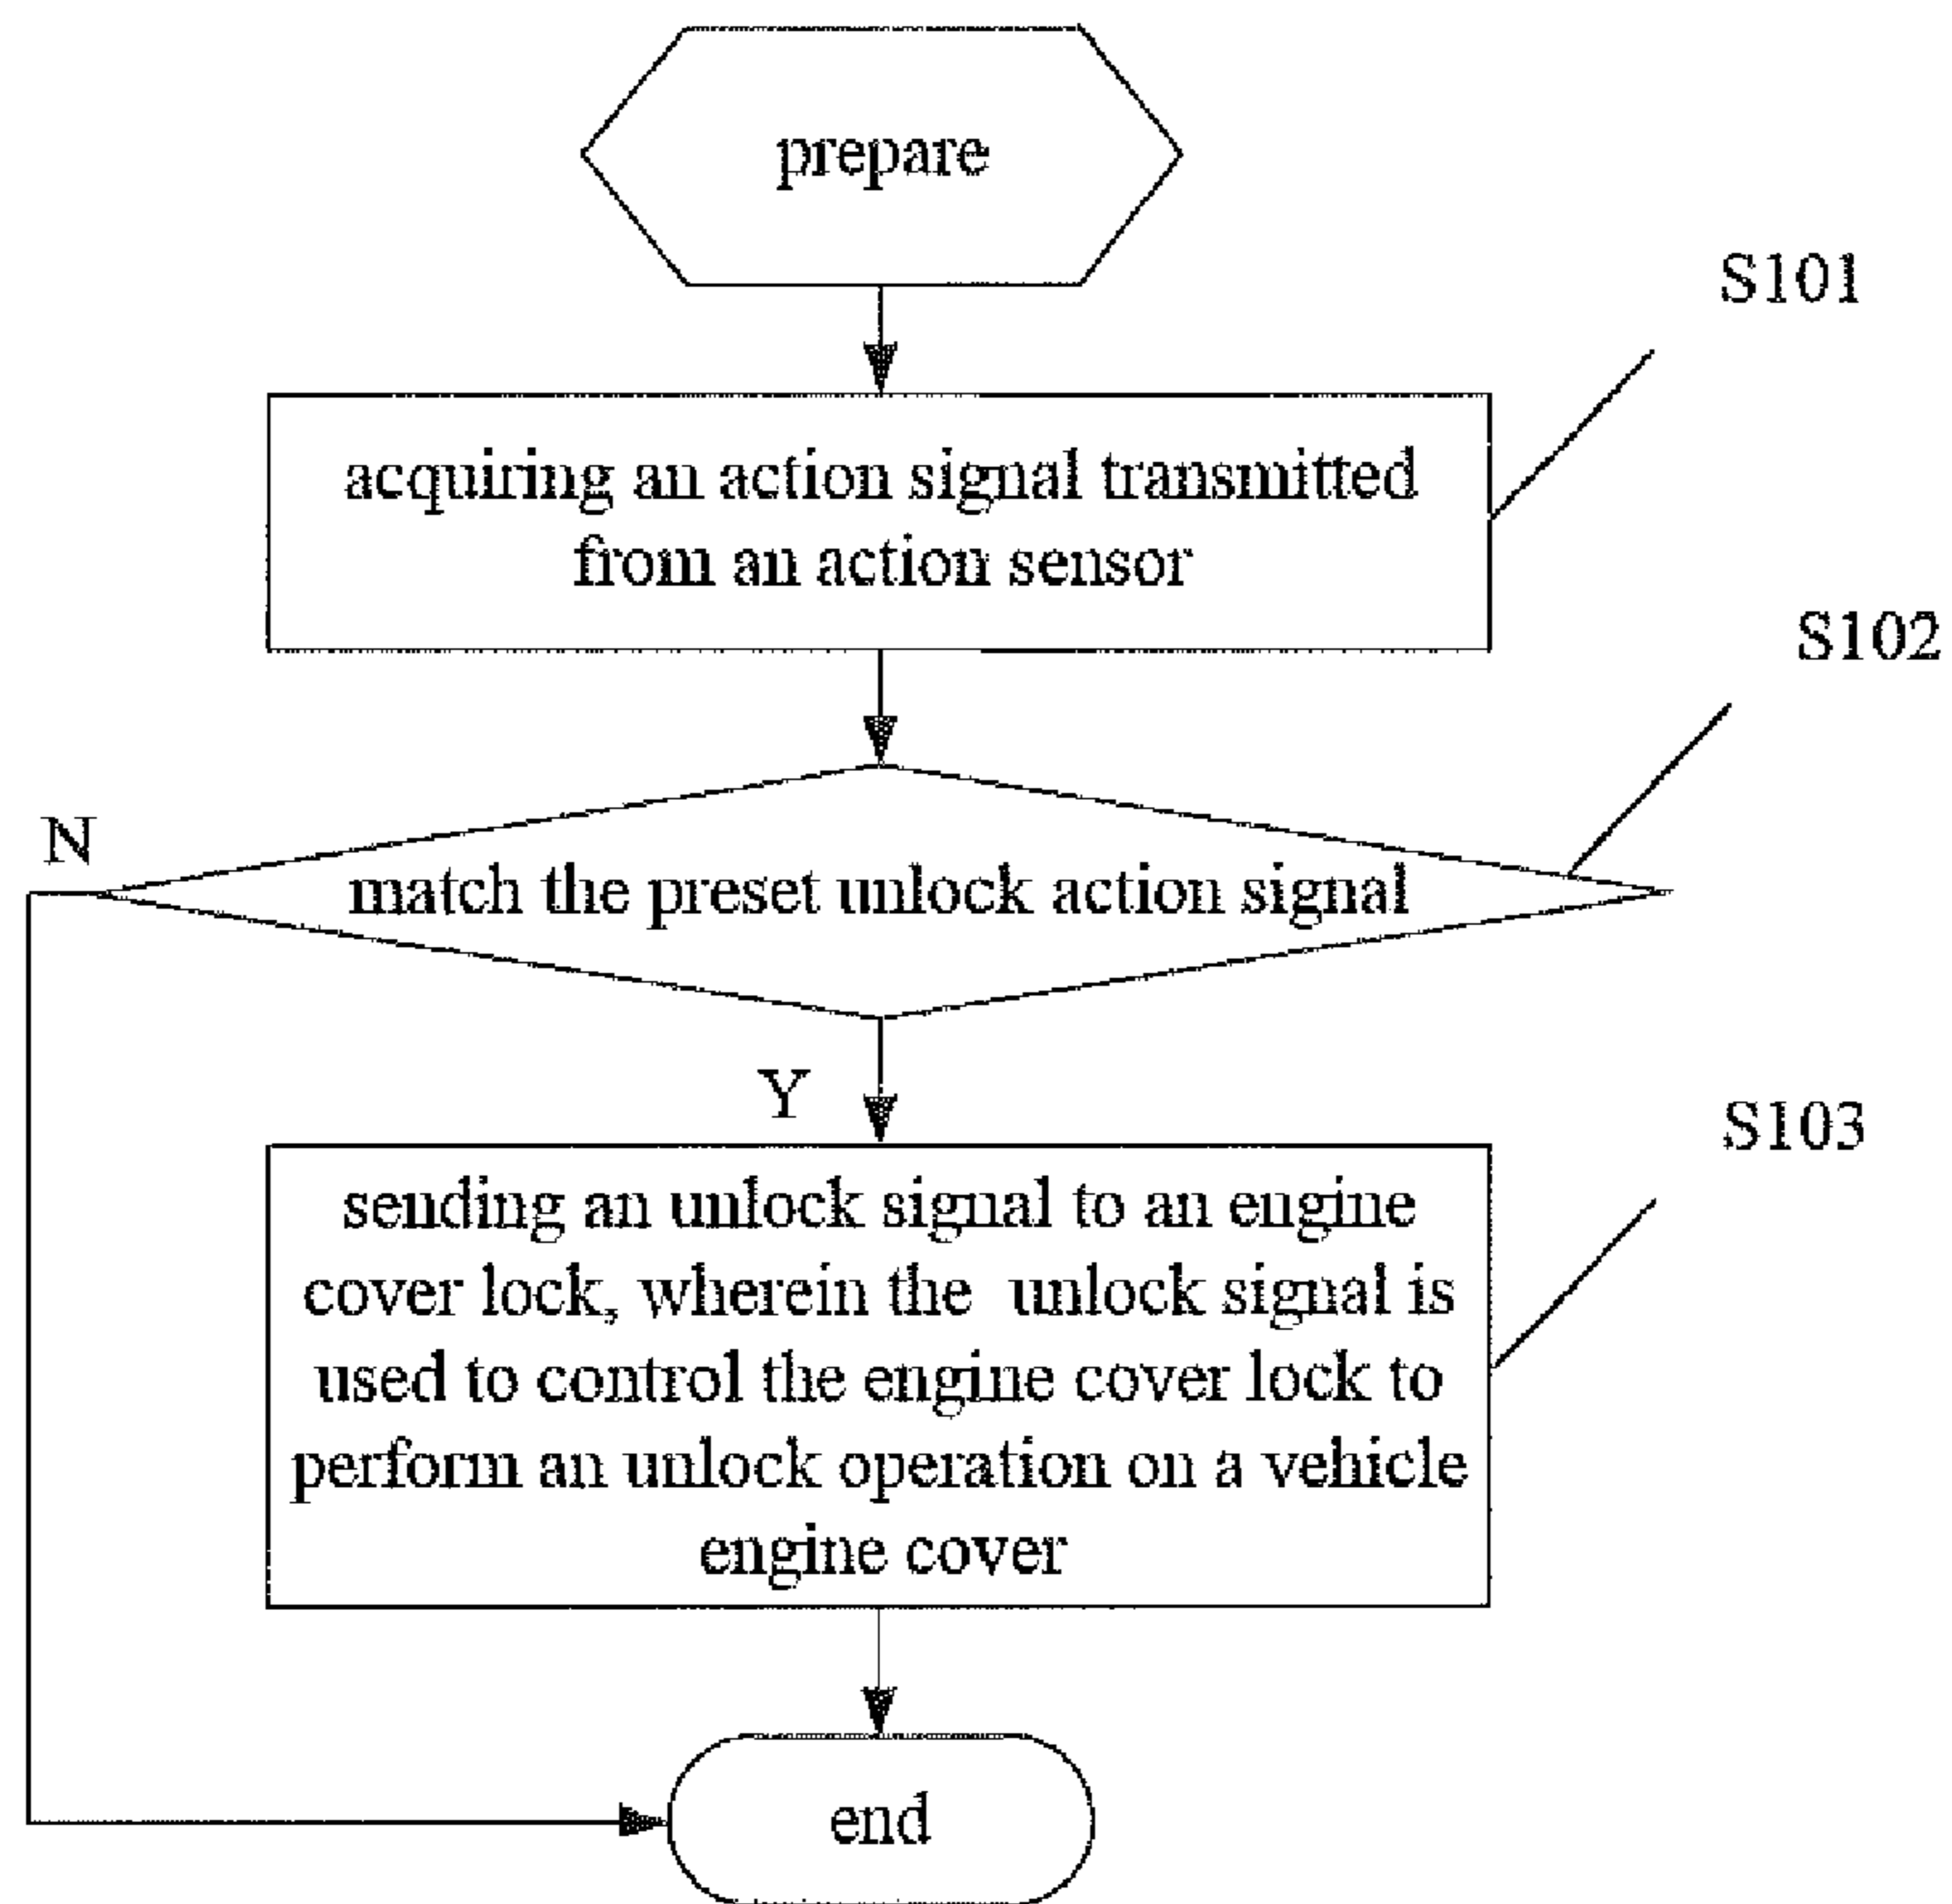 prepare
S101
acquiring an action signal transmitted
from an action sensor
S102
N
match the preset unlock action signal
Y
S103
sending an unlock signal to an engine
cover lock, wherein the unlock signal is
used to control the engine cover lock to
perform an unlock operation on a vehicle
engine cover
end